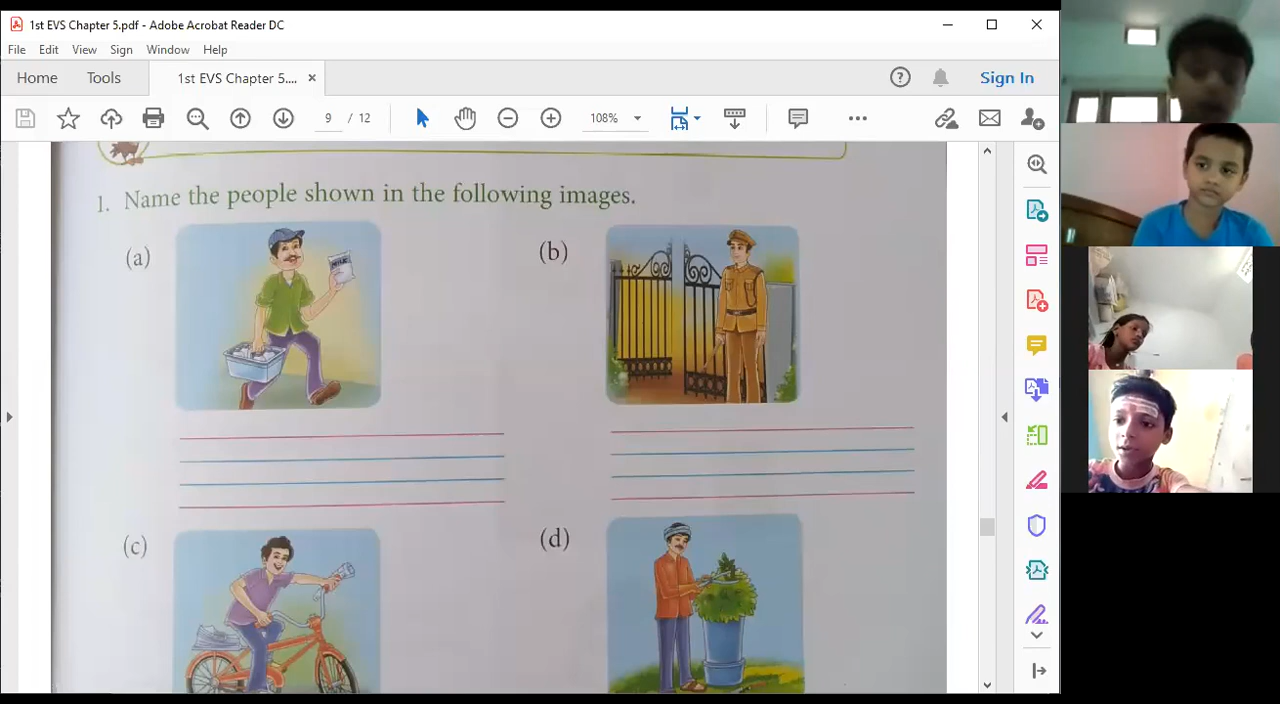 1st EVS Chapter 5.pdf - Adobe Acrobat Reader DC
File Edit View Sign Window Help
Home Tools 1st EVS Chapter 5.... × Sign In
9 / 12 108%
1. Name the people shown in the following images.
(a) (b)
MILK
(c) (d)